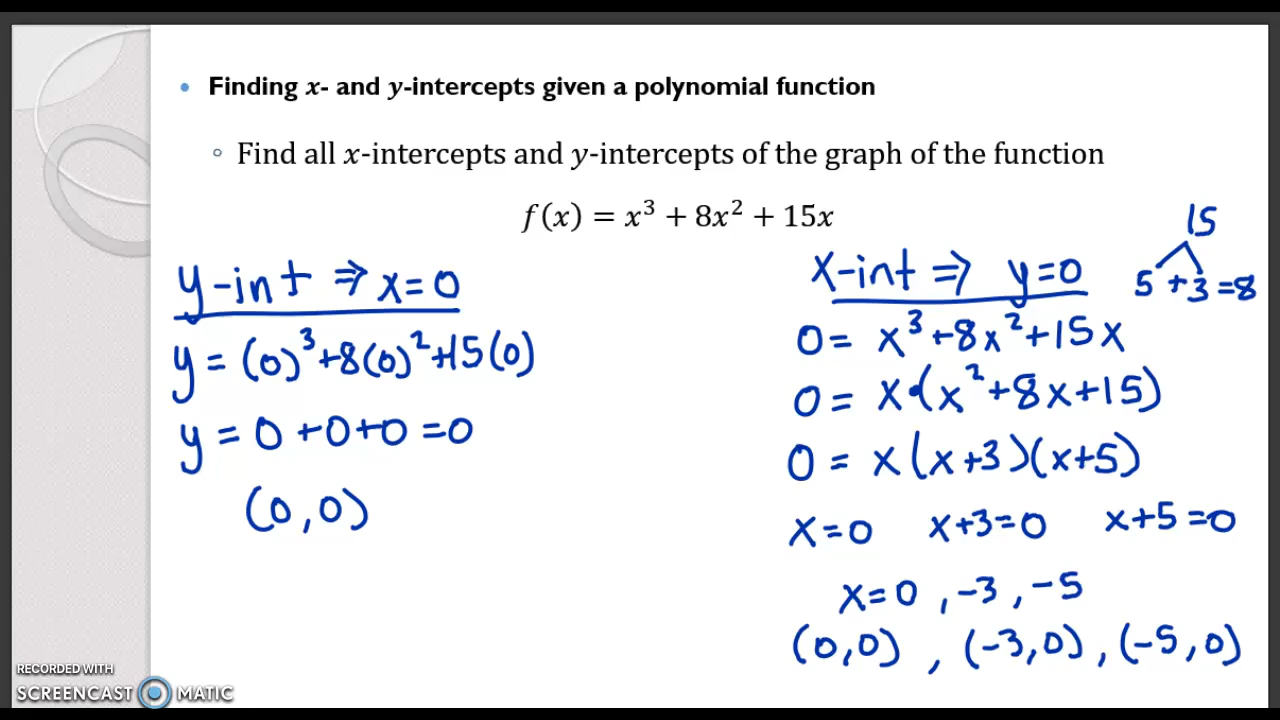 • Finding x- and y-intercepts given a polynomial function
◦ Find all x-intercepts and y-intercepts of the graph of the function
f(x) = x³ + 8x² + 15x
y-int ⇒ x=0
y = (0)³+8(0)²+15(0)
y = 0+0+0=0
(0,0)
15
5+3=8
x-int ⇒ y=0
0= x³+8x²+15x
0= x·(x²+8x+15)
0 = x(x+3)(x+5)
x=0 x+3=0 x+5=0
x=0, -3, -5
(0,0), (-3,0), (-5,0)
RECORDED WITH
SCREENCAST MATIC